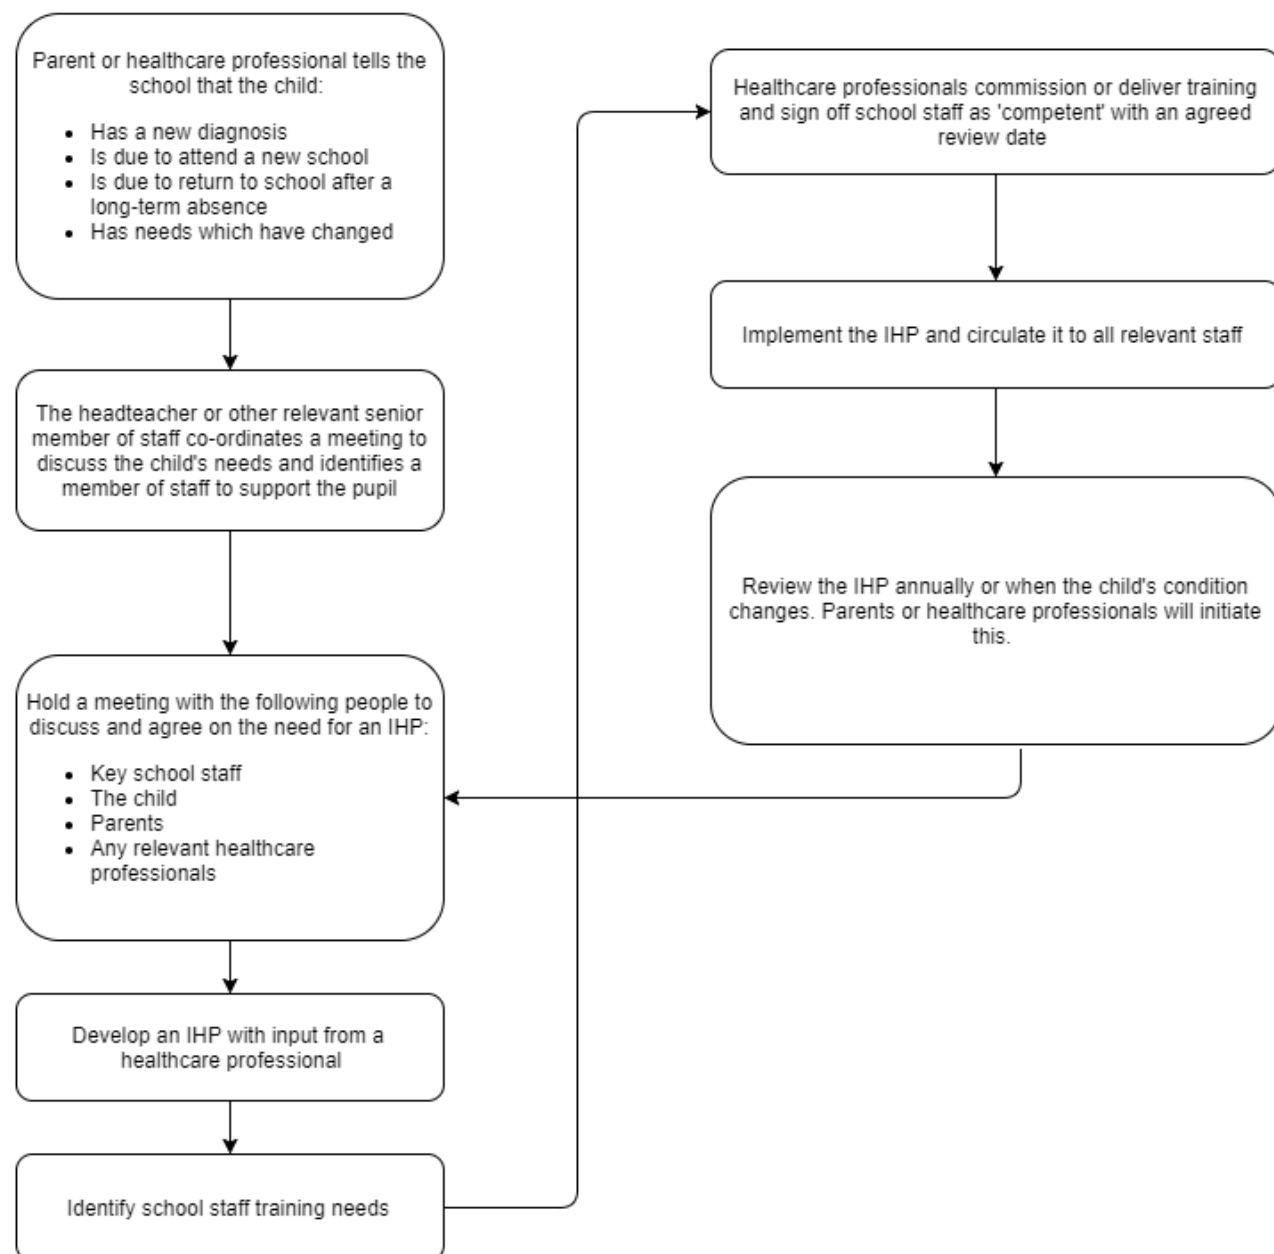 Parent or healthcare professional tells the
school that the child:
• Has a new diagnosis
• Is due to attend a new school
• Is due to return to school after a
long-term absence
• Has needs which have changed
The headteacher or other relevant senior
member of staff co-ordinates a meeting to
discuss the child's needs and identifies a
member of staff to support the pupil
Hold a meeting with the following people to
discuss and agree on the need for an IHP:
• Key school staff
• The child
• Parents
• Any relevant healthcare
professionals
Develop an IHP with input from a
healthcare professional
Identify school staff training needs
Healthcare professionals commission or deliver training
and sign off school staff as 'competent' with an agreed
review date
Implement the IHP and circulate it to all relevant staff
Review the IHP annually or when the child's condition
changes. Parents or healthcare professionals will initiate
this.